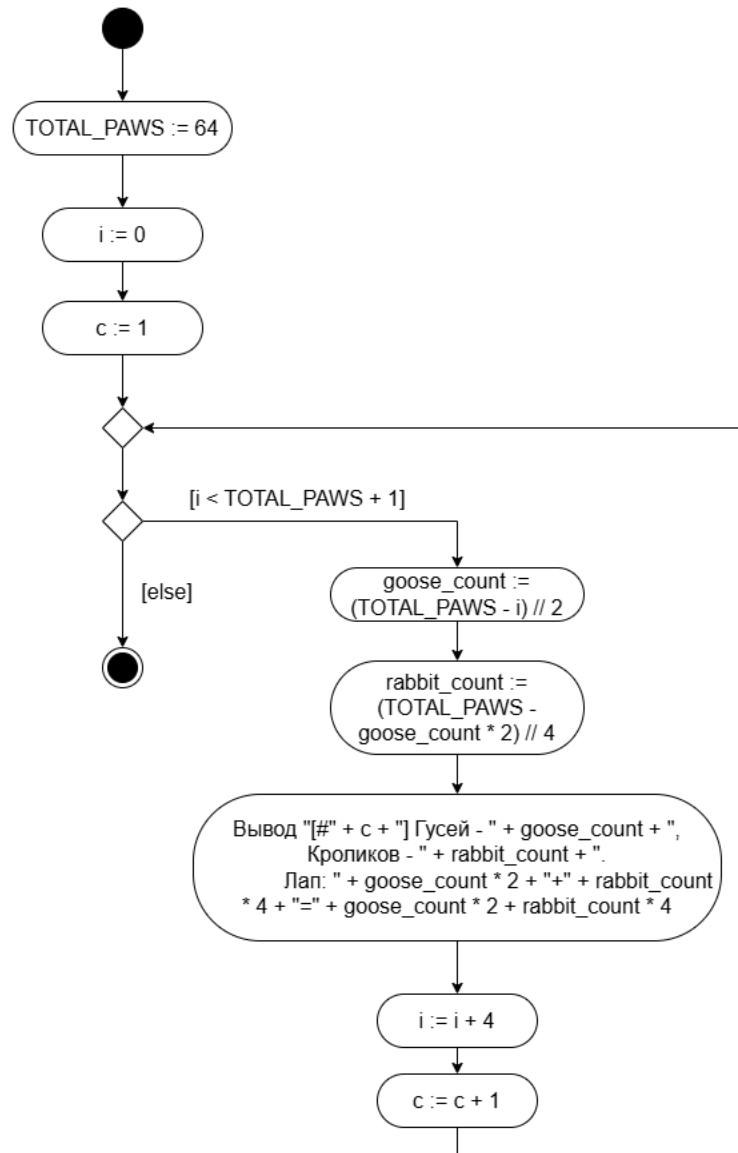 TOTAL_PAWS := 64
i := 0
c := 1
[i < TOTAL_PAWS + 1]
[else]
goose_count :=
(TOTAL_PAWS - i) // 2
rabbit_count :=
(TOTAL_PAWS -
goose_count * 2) // 4
Вывод "[#" + c + "] Гусей - " + goose_count + ",
Кроликов - " + rabbit_count + ".
Лап: " + goose_count * 2 + "+" + rabbit_count
* 4 + "=" + goose_count * 2 + rabbit_count * 4
i := i + 4
c := c + 1